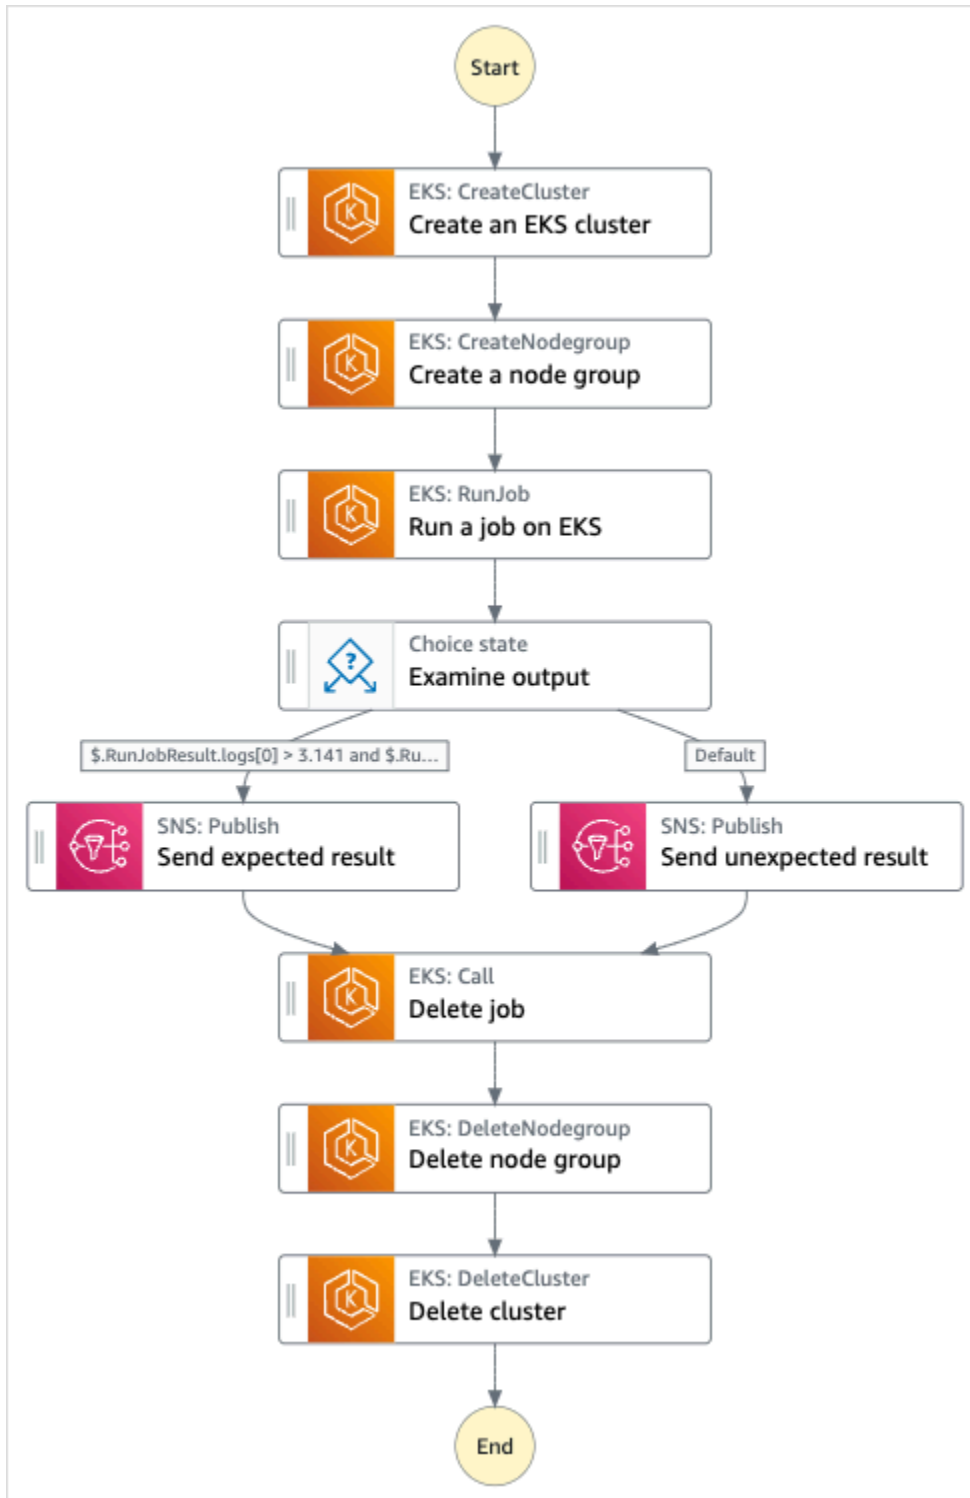 Start
EKS: CreateCluster
Create an EKS cluster
EKS: CreateNodegroup
Create a node group
EKS: RunJob
Run a job on EKS
Choice state
Examine output
$.RunJobResult.logs[0] > 3.141 and $.Ru...
Default
SNS: Publish
Send expected result
SNS: Publish
Send unexpected result
EKS: Call
Delete job
EKS: DeleteNodegroup
Delete node group
EKS: DeleteCluster
Delete cluster
End